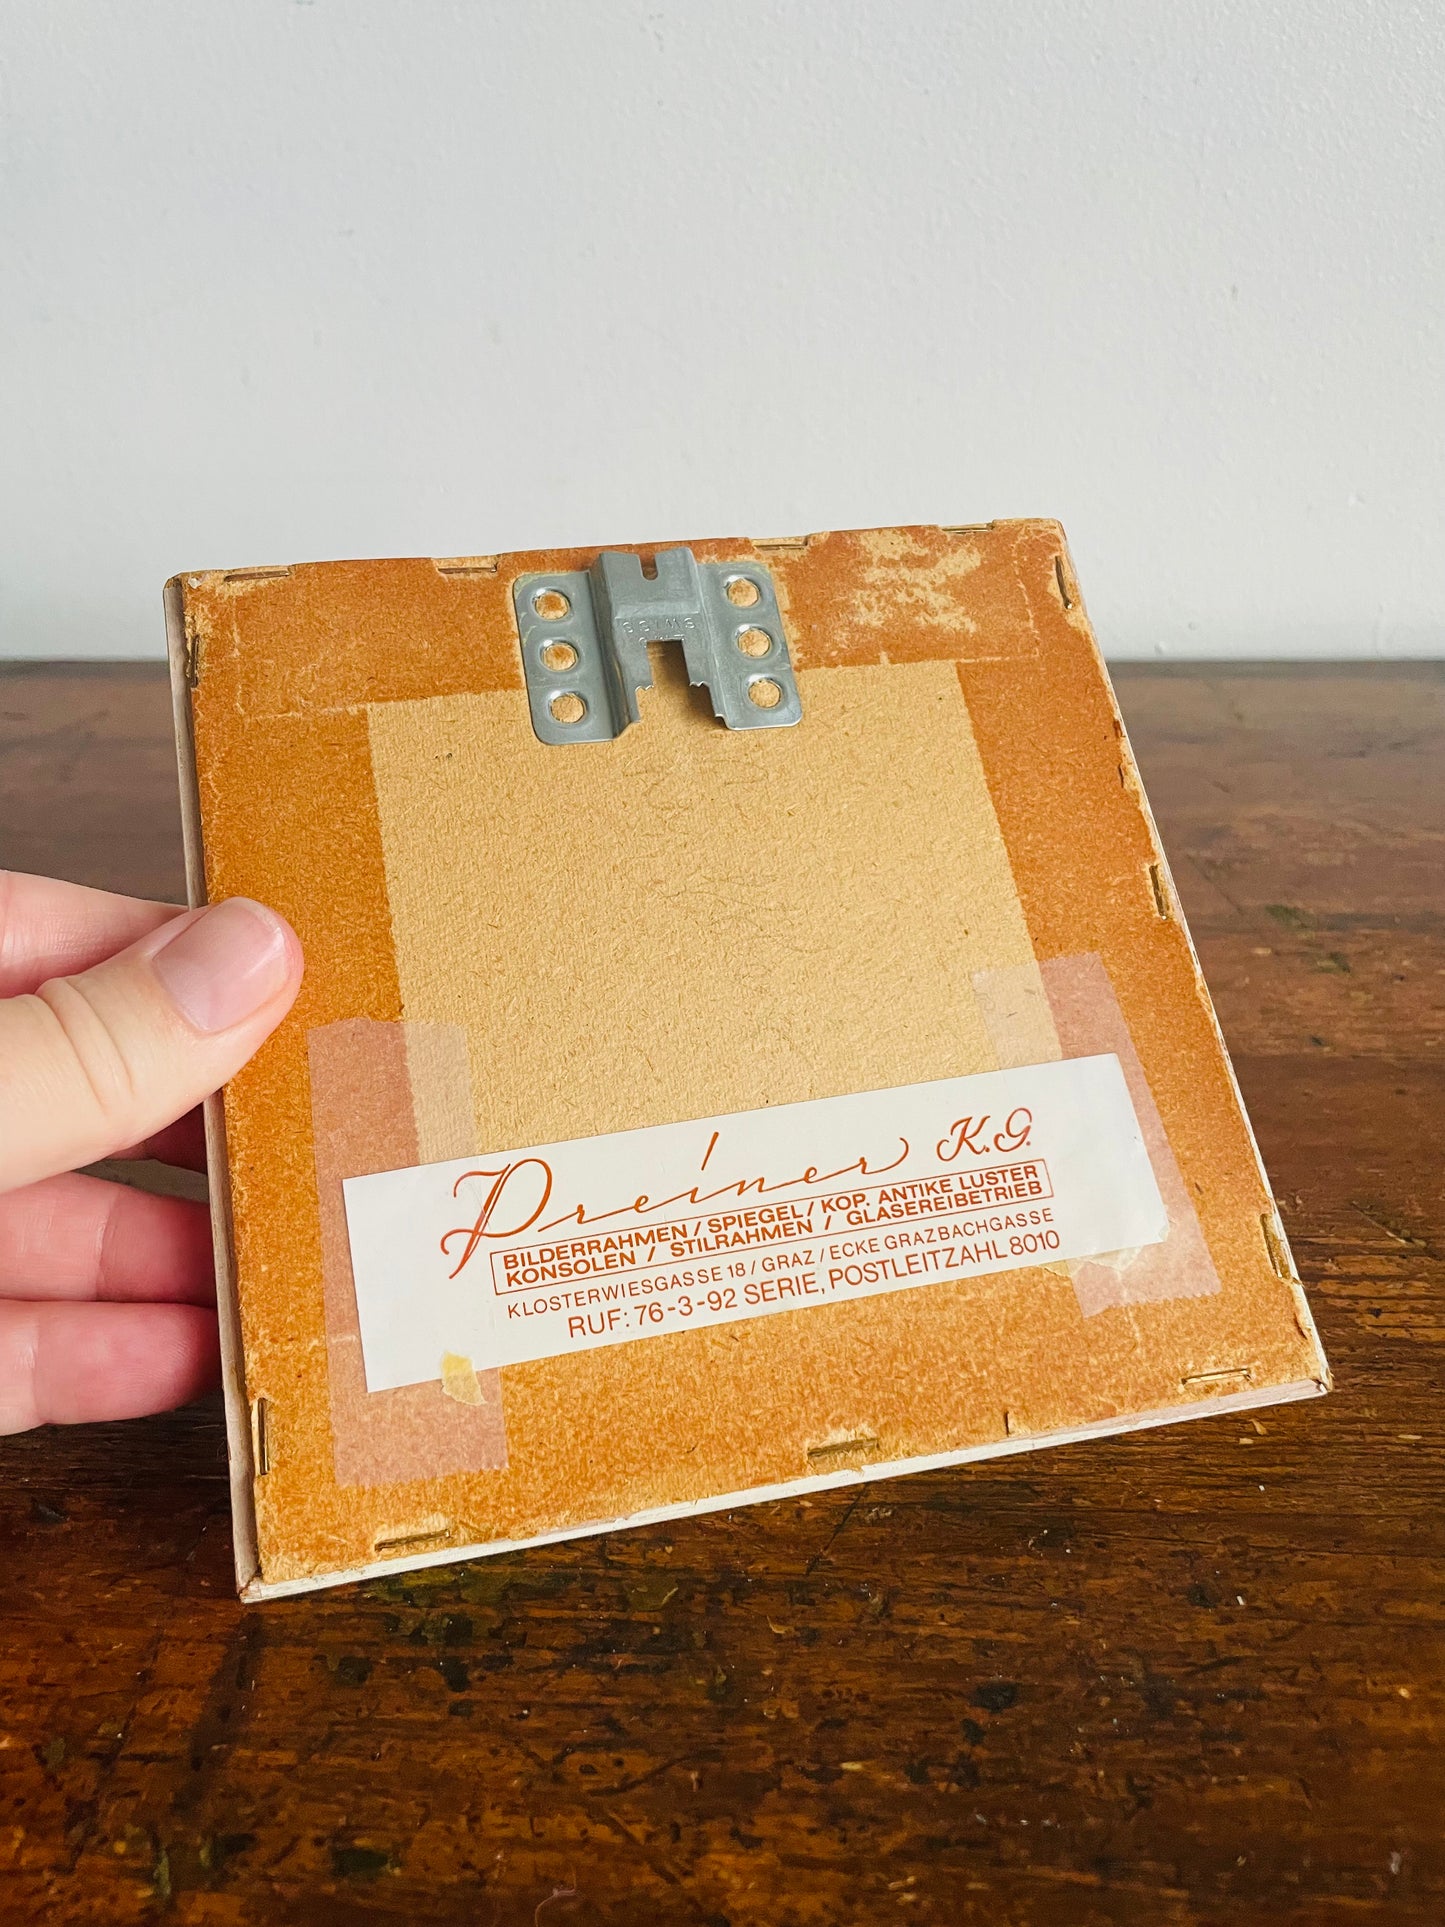 Preiner K.G.
BILDERRAHMEN / SPIEGEL / KOP. ANTIKE LUSTER
KONSOLEN / STILRAHMEN / GLASEREIBETRIEB
KLOSTERWIESGASSE 18 / GRAZ / ECKE GRAZBACHGASSE
RUF: 76-3-92 SERIE, POSTLEITZAHL 8010